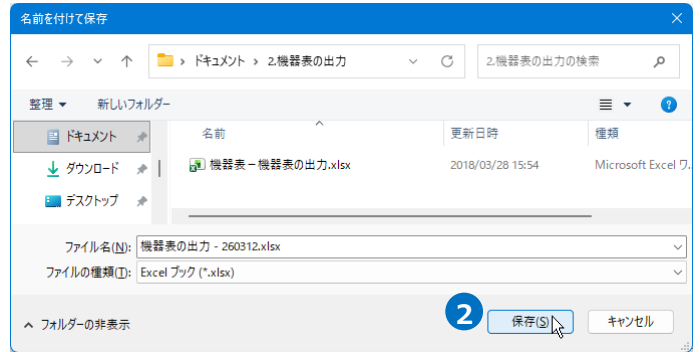 名前を付けて保存
ドキュメント › 2.機器表の出力
2.機器表の出力の検索
整理 新しいフォルダー
ドキュメント
ダウンロード
デスクトップ
名前 更新日時 種類
機器表－機器表の出力.xlsx 2018/03/28 15:54 Microsoft Excel ワ..
ファイル名(N): 機器表の出力 - 260312.xlsx
ファイルの種類(T): Excel ブック (*.xlsx)
フォルダーの非表示
2
保存(S) キャンセル